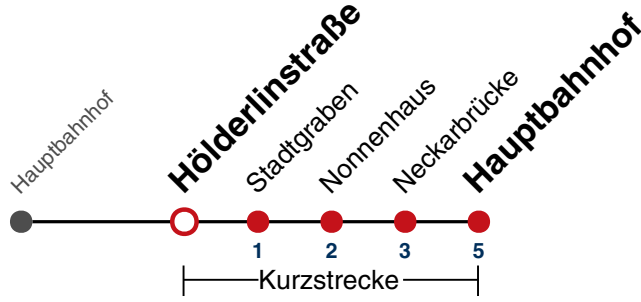 Hauptbahnhof
Hölderlinstraße
Stadtgraben
Nonnenhaus
Neckarbrücke
Hauptbahnhof
1 2 3 5
Kurzstrecke